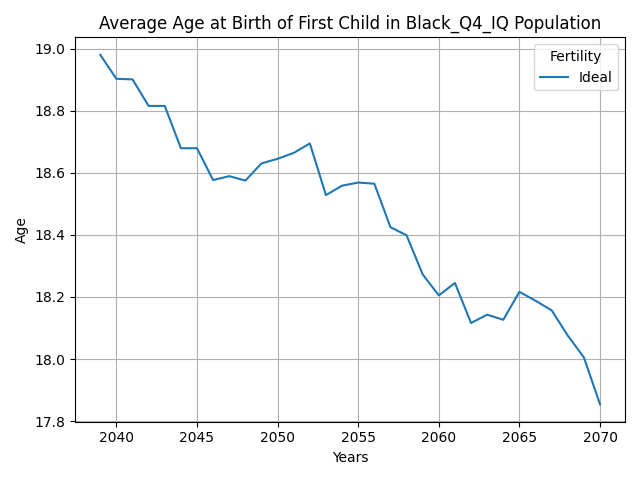 Average Age at Birth of First Child in Black_Q4_IQ Population
Fertility
Ideal
19.0
18.8
18.6
18.4
18.2
18.0
17.8
Age
2040 2045 2050 2055 2060 2065 2070
Years